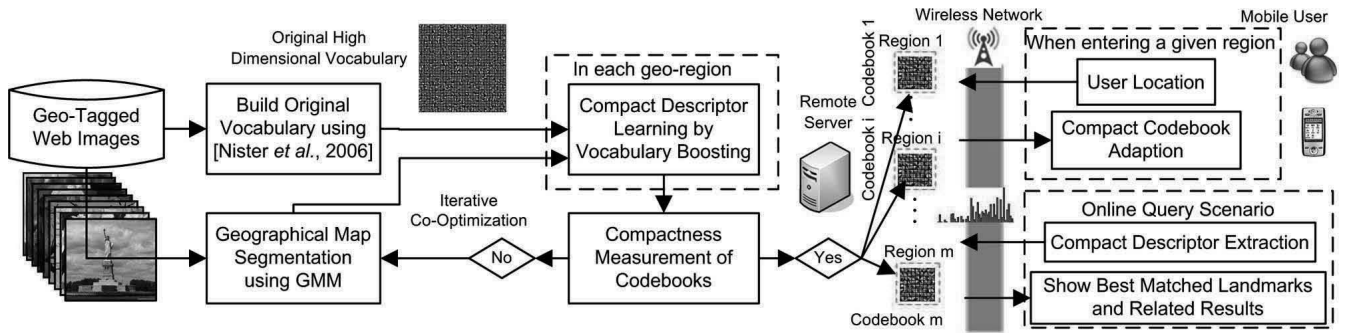 Geo-Tagged
Web Images
Original High
Dimensional Vocabulary
Build Original
Vocabulary using
[Nister et al., 2006]
Geographical Map
Segmentation
using GMM
In each geo-region
Compact Descriptor
Learning by
Vocabulary Boosting
Iterative
Co-Optimization
No
Compactness
Measurement of
Codebooks
Yes
Remote
Server
Codebook 1
Region 1
Codebook i
Region i
Region m
Codebook m
Wireless Network
Mobile User
When entering a given region
User Location
Compact Codebook
Adaption
Online Query Scenario
Compact Descriptor Extraction
Show Best Matched Landmarks
and Related Results